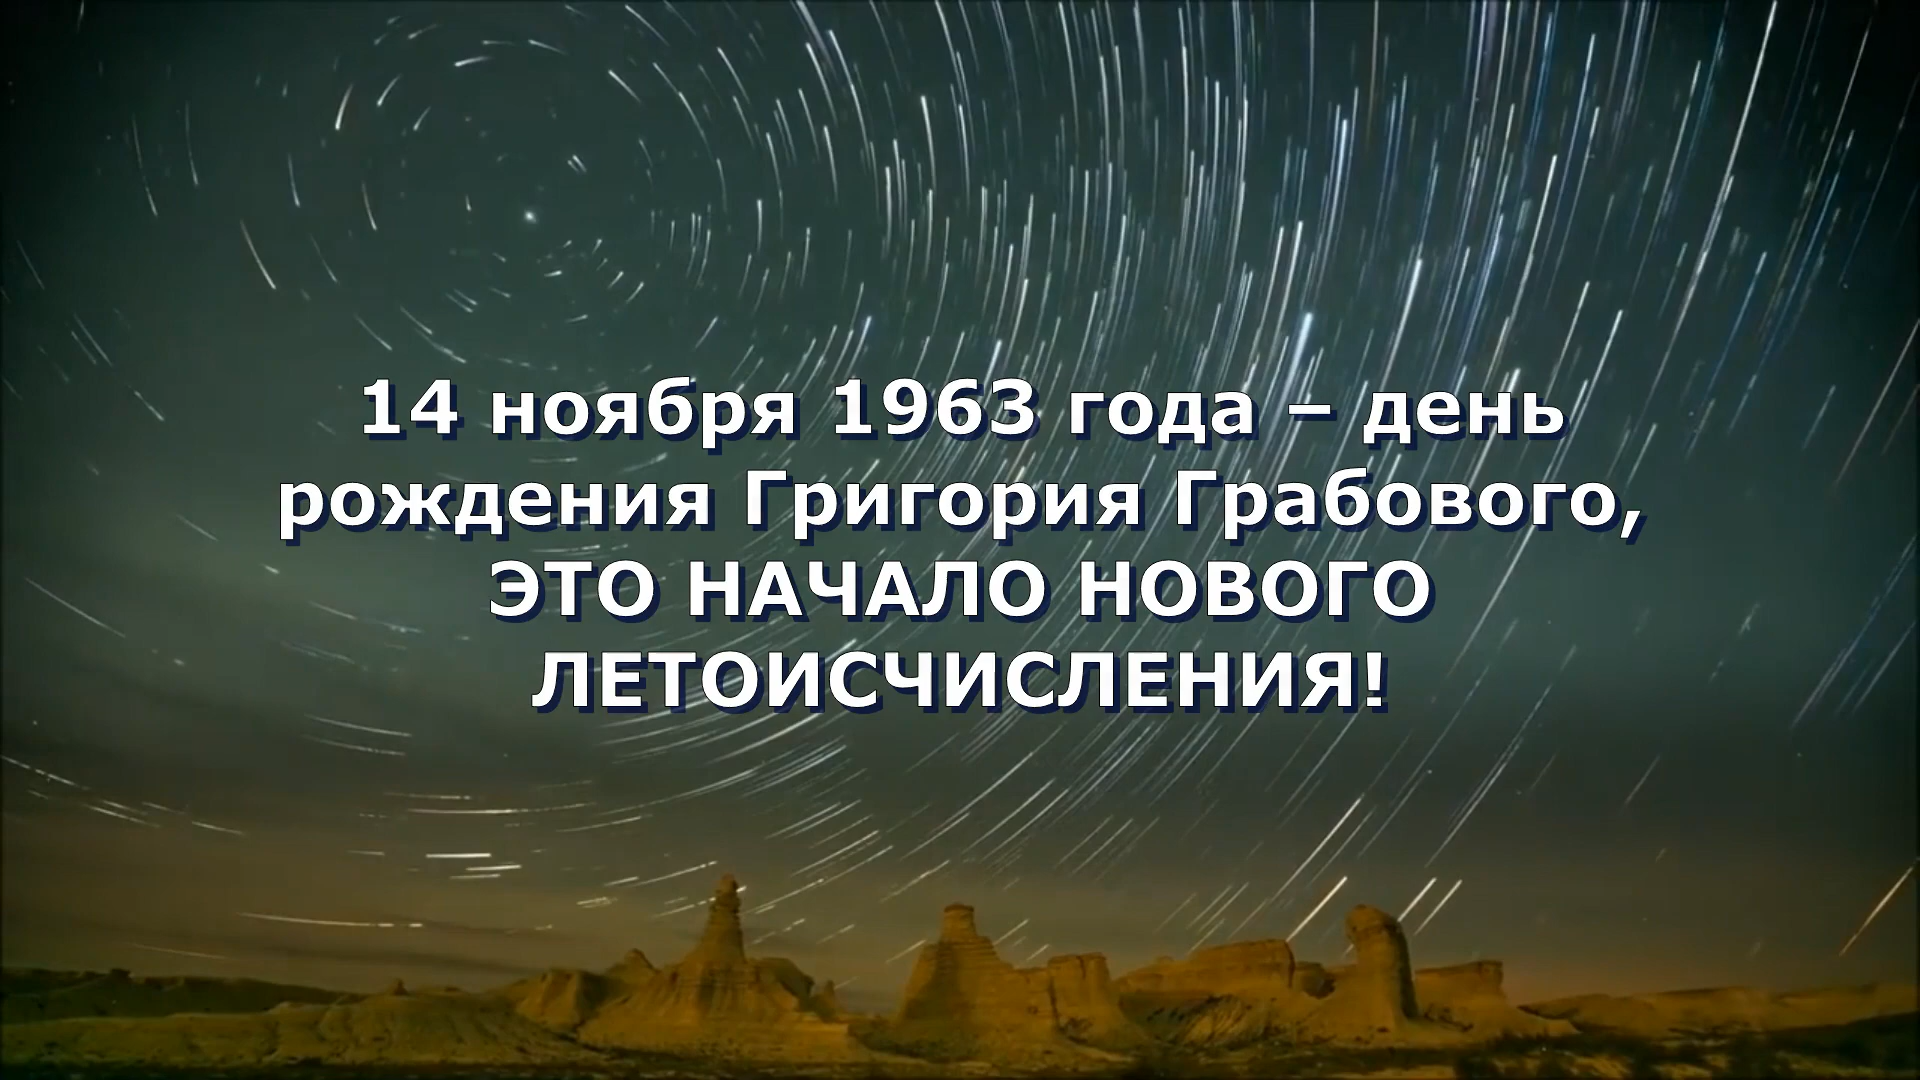 14 ноября 1963 года – день
рождения Григория Грабового,
ЭТО НАЧАЛО НОВОГО
ЛЕТОИСЧИСЛЕНИЯ!